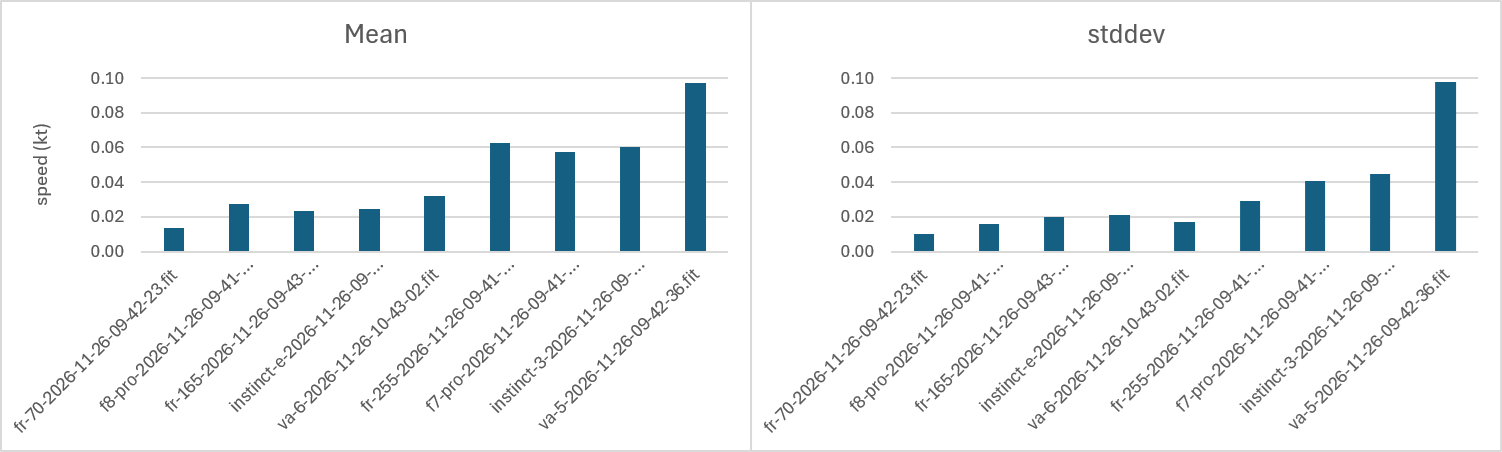 Mean
0.10
0.08
0.06
0.04
0.02
0.00
speed (kt)
fr-70-2026-11-26-09-42-23.fit
f8-pro-2026-11-26-09-41-...
fr-165-2026-11-26-09-43-...
instinct-e-2026-11-26-09-...
va-6-2026-11-26-10-43-02.fit
fr-255-2026-11-26-09-41-...
f7-pro-2026-11-26-09-41-...
instinct-3-2026-11-26-09-...
va-5-2026-11-26-09-42-36.fit
stddev
0.10
0.08
0.06
0.04
0.02
0.00
fr-70-2026-11-26-09-42-23.fit
f8-pro-2026-11-26-09-41-...
fr-165-2026-11-26-09-43-...
instinct-e-2026-11-26-09-...
va-6-2026-11-26-10-43-02.fit
fr-255-2026-11-26-09-41-...
f7-pro-2026-11-26-09-41-...
instinct-3-2026-11-26-09-...
va-5-2026-11-26-09-42-36.fit